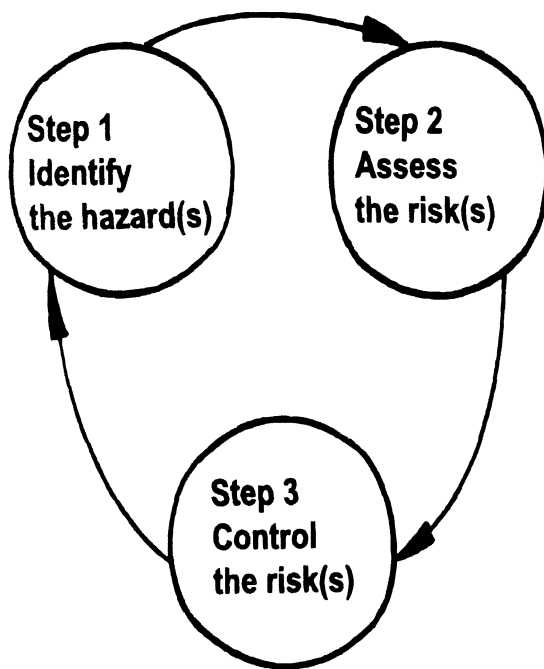 Step 1
Identify
the hazard(s)
Step 2
Assess
the risk(s)
Step 3
Control
the risk(s)